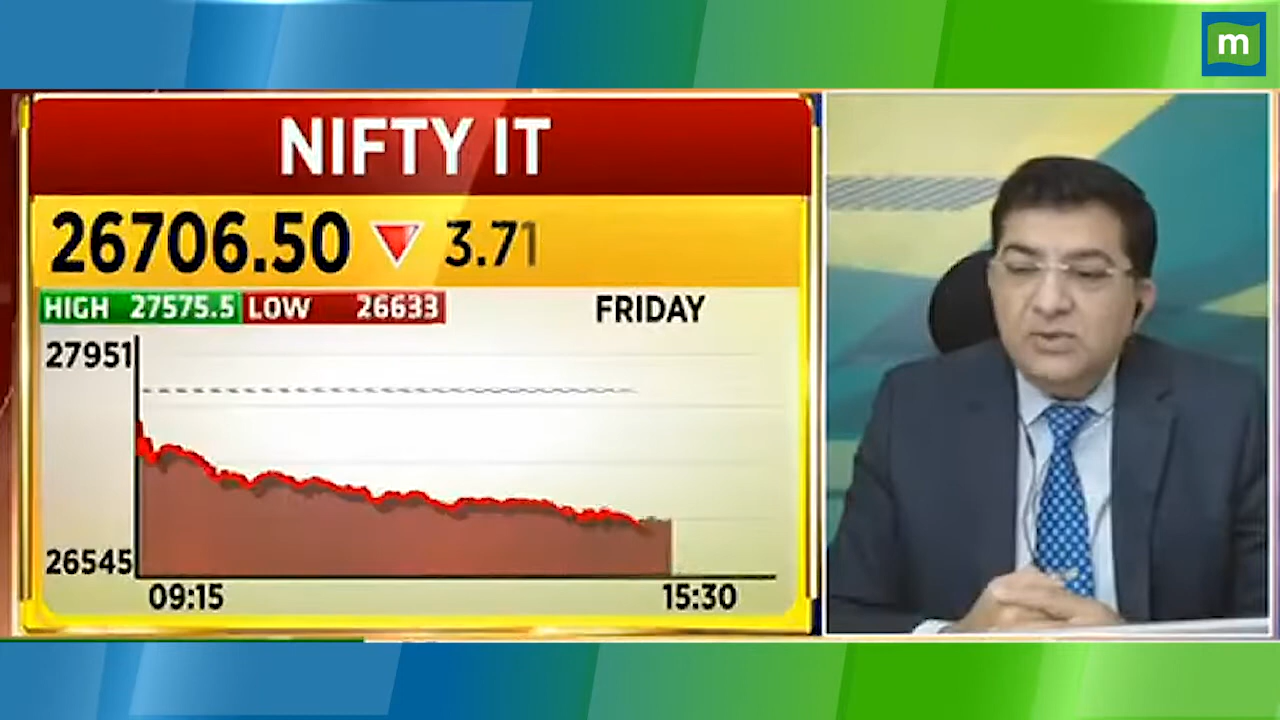 m
NIFTY IT
26706.50 ▼ 3.71
HIGH 27575.5 LOW 26633
FRIDAY
27951
26545
09:15 15:30